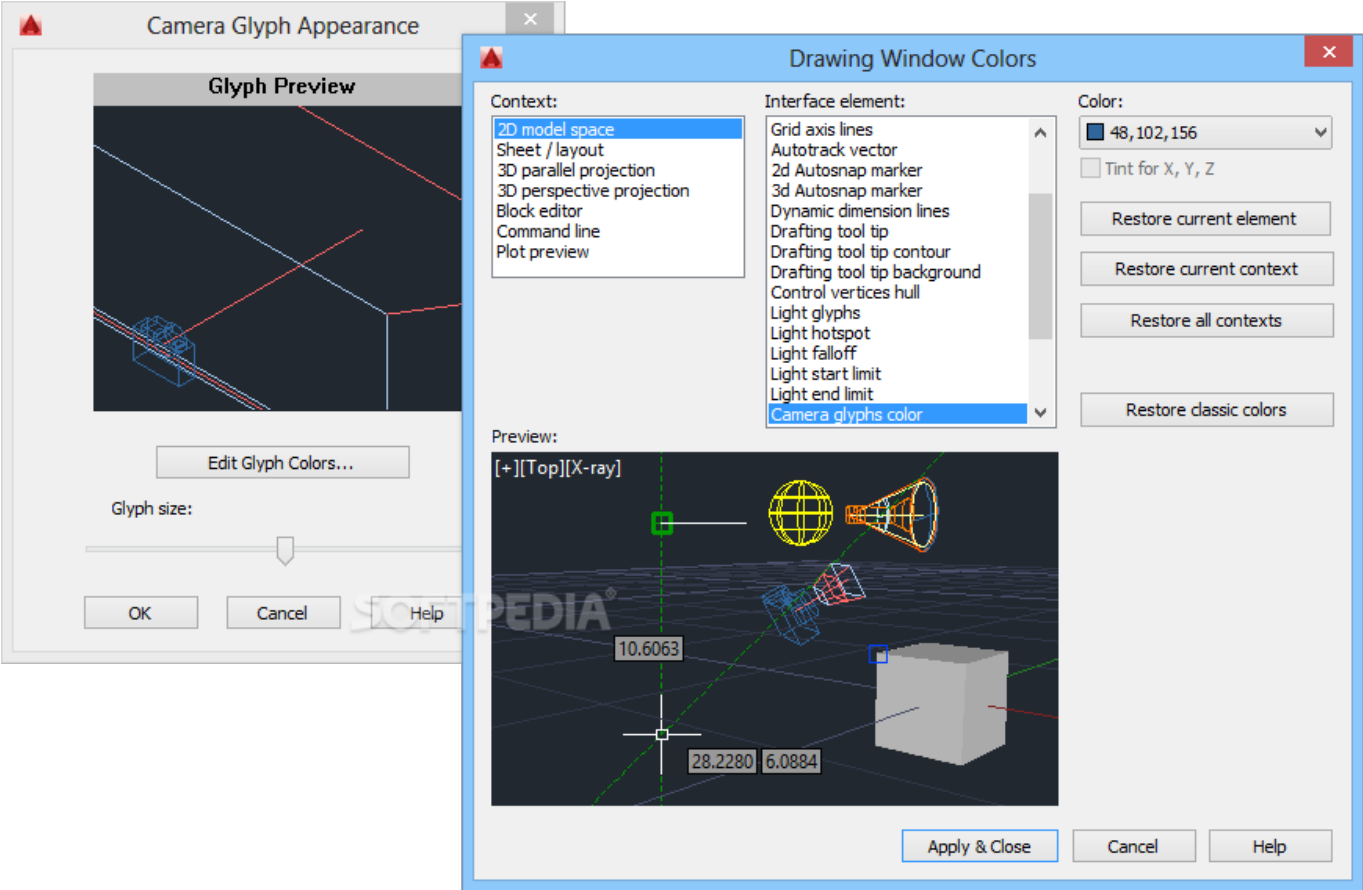 Camera Glyph Appearance
Glyph Preview
Edit Glyph Colors...
Glyph size:
OK
Cancel
Help
Drawing Window Colors
Context:
2D model space
Sheet / layout
3D parallel projection
3D perspective projection
Block editor
Command line
Plot preview
Interface element:
Grid axis lines
Autotrack vector
2d Autosnap marker
3d Autosnap marker
Dynamic dimension lines
Drafting tool tip
Drafting tool tip contour
Drafting tool tip background
Control vertices hull
Light glyphs
Light hotspot
Light falloff
Light start limit
Light end limit
Camera glyphs color
Color:
48,102,156
Tint for X, Y, Z
Restore current element
Restore current context
Restore all contexts
Restore classic colors
Preview:
[+][Top][X-ray]
10.6063
28.2280 6.0884
SOFTPEDIA®
Apply & Close
Cancel
Help